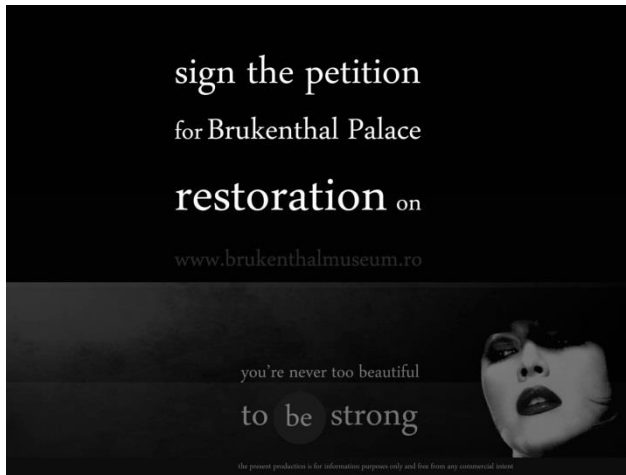 sign the petition
for Brukenthal Palace
restoration on
www.brukenthalmuseum.ro
you're never too beautiful
to be strong
the present production is for information purposes only and free from any commercial intent